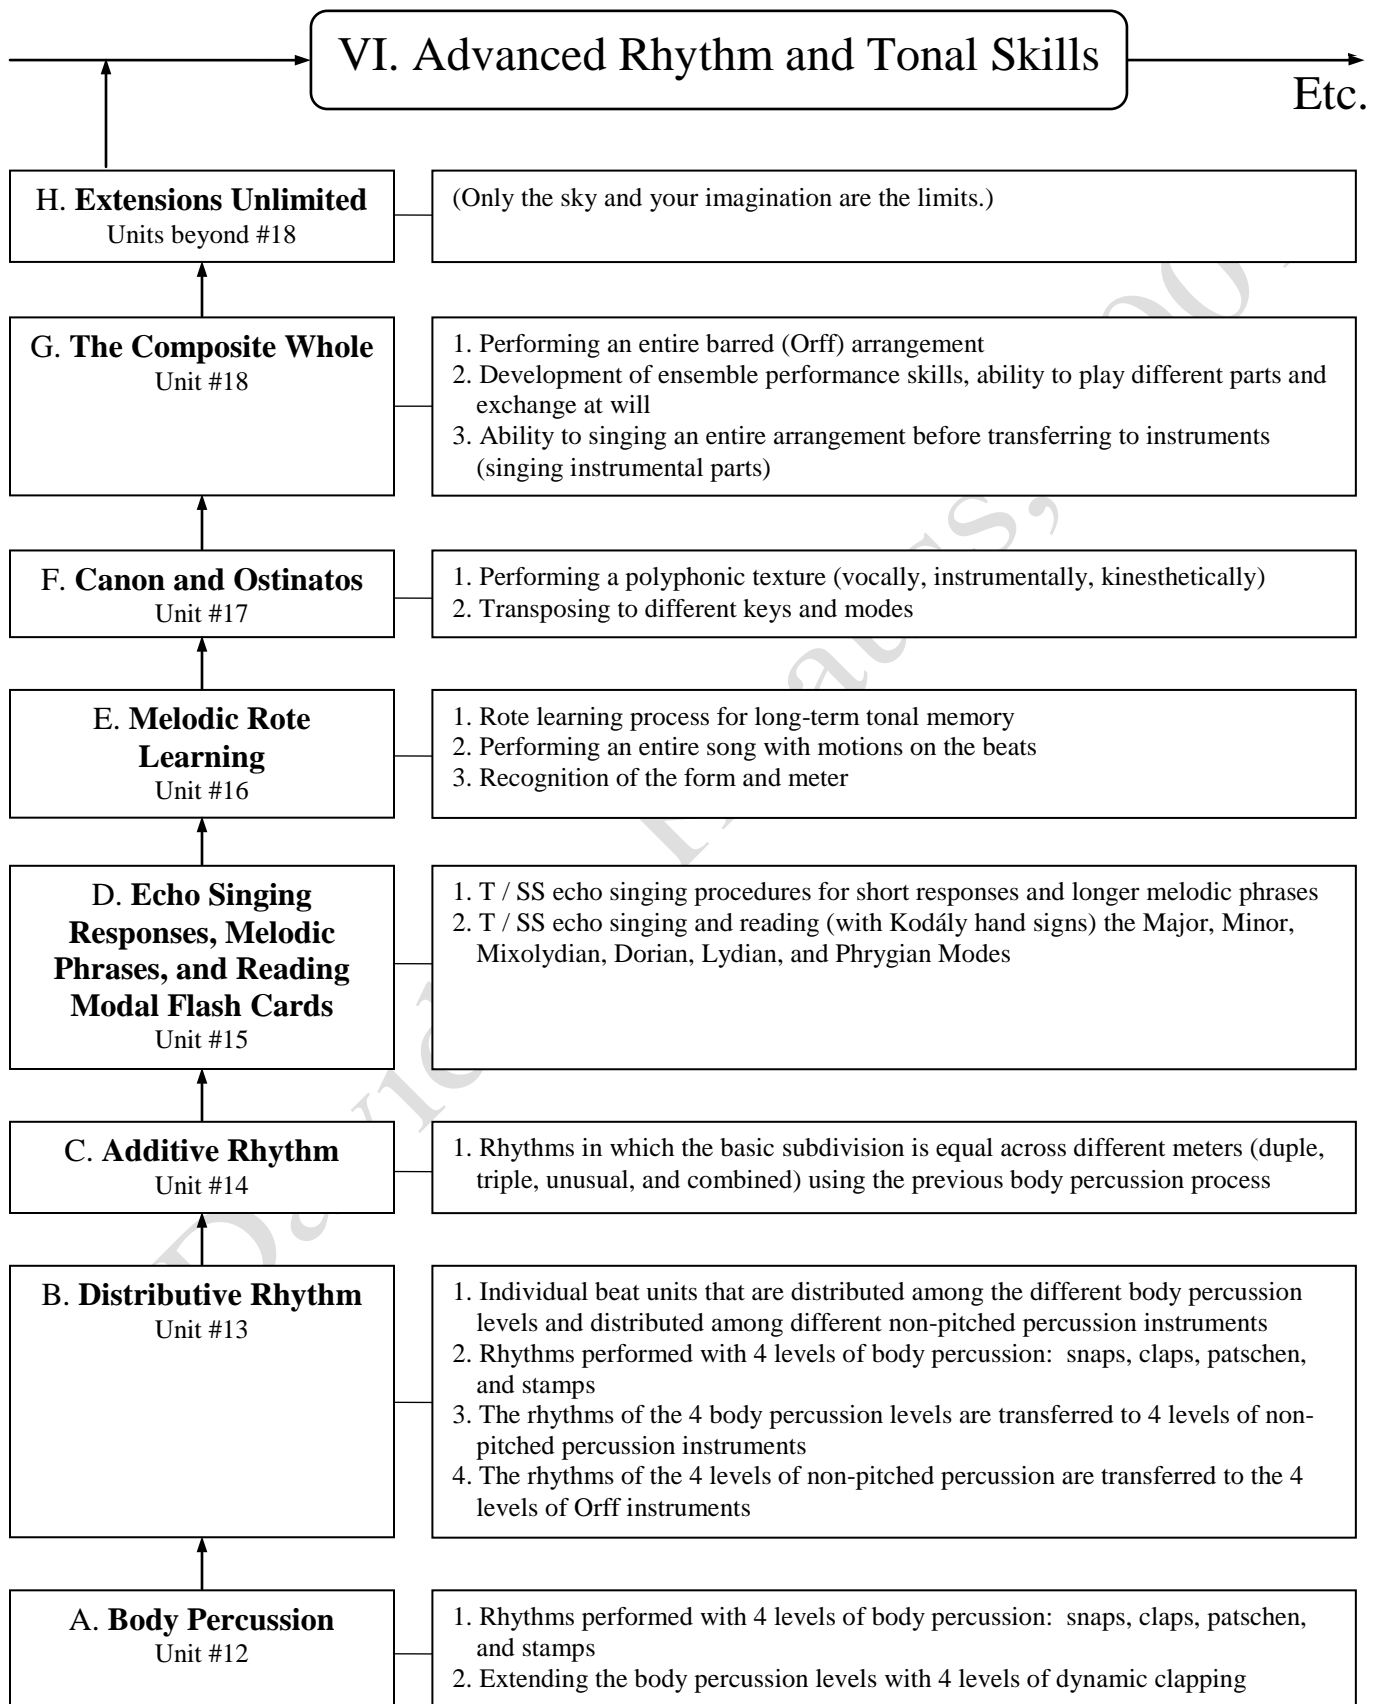 VI. Advanced Rhythm and Tonal Skills
Etc.
H. Extensions Unlimited
Units beyond #18
(Only the sky and your imagination are the limits.)
G. The Composite Whole
Unit #18
1. Performing an entire barred (Orff) arrangement
2. Development of ensemble performance skills, ability to play different parts and
exchange at will
3. Ability to singing an entire arrangement before transferring to instruments
(singing instrumental parts)
F. Canon and Ostinatos
Unit #17
1. Performing a polyphonic texture (vocally, instrumentally, kinesthetically)
2. Transposing to different keys and modes
E. Melodic Rote
Learning
Unit #16
1. Rote learning process for long-term tonal memory
2. Performing an entire song with motions on the beats
3. Recognition of the form and meter
D. Echo Singing
Responses, Melodic
Phrases, and Reading
Modal Flash Cards
Unit #15
1. T / SS echo singing procedures for short responses and longer melodic phrases
2. T / SS echo singing and reading (with Kodály hand signs) the Major, Minor,
Mixolydian, Dorian, Lydian, and Phrygian Modes
C. Additive Rhythm
Unit #14
1. Rhythms in which the basic subdivision is equal across different meters (duple,
triple, unusual, and combined) using the previous body percussion process
B. Distributive Rhythm
Unit #13
1. Individual beat units that are distributed among the different body percussion
levels and distributed among different non-pitched percussion instruments
2. Rhythms performed with 4 levels of body percussion:  snaps, claps, patschen,
and stamps
3. The rhythms of the 4 body percussion levels are transferred to 4 levels of non-
pitched percussion instruments
4. The rhythms of the 4 levels of non-pitched percussion are transferred to the 4
levels of Orff instruments
A. Body Percussion
Unit #12
1. Rhythms performed with 4 levels of body percussion:  snaps, claps, patschen,
and stamps
2. Extending the body percussion levels with 4 levels of dynamic clapping